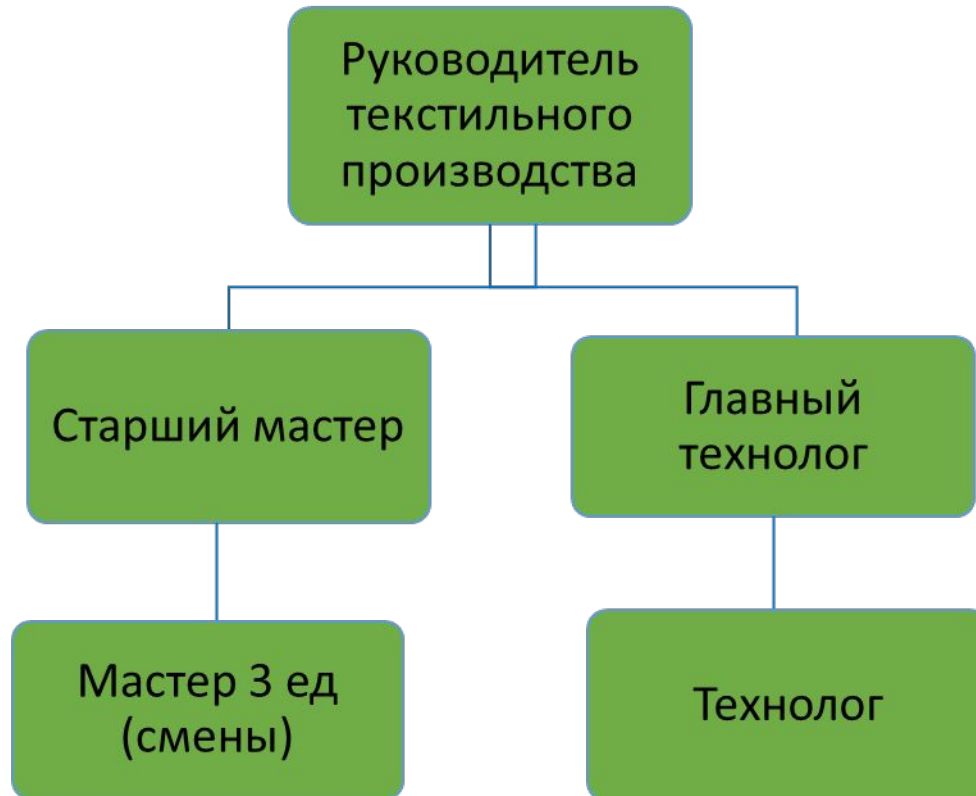 Руководитель
текстильного
производства
Старший мастер
Главный
технолог
Мастер 3 ед
(смены)
Технолог